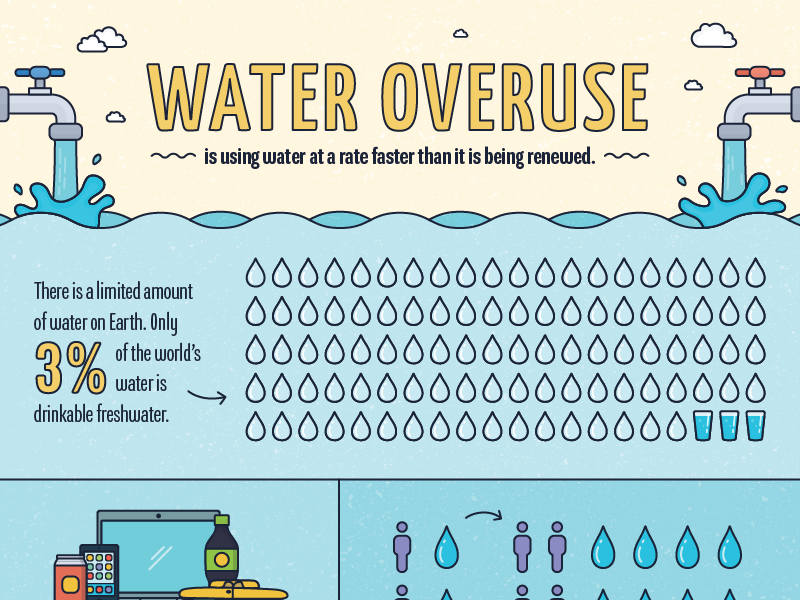 WATER OVERUSE
is using water at a rate faster than it is being renewed.
There is a limited amount
of water on Earth. Only
3% of the world's
water is
drinkable freshwater.